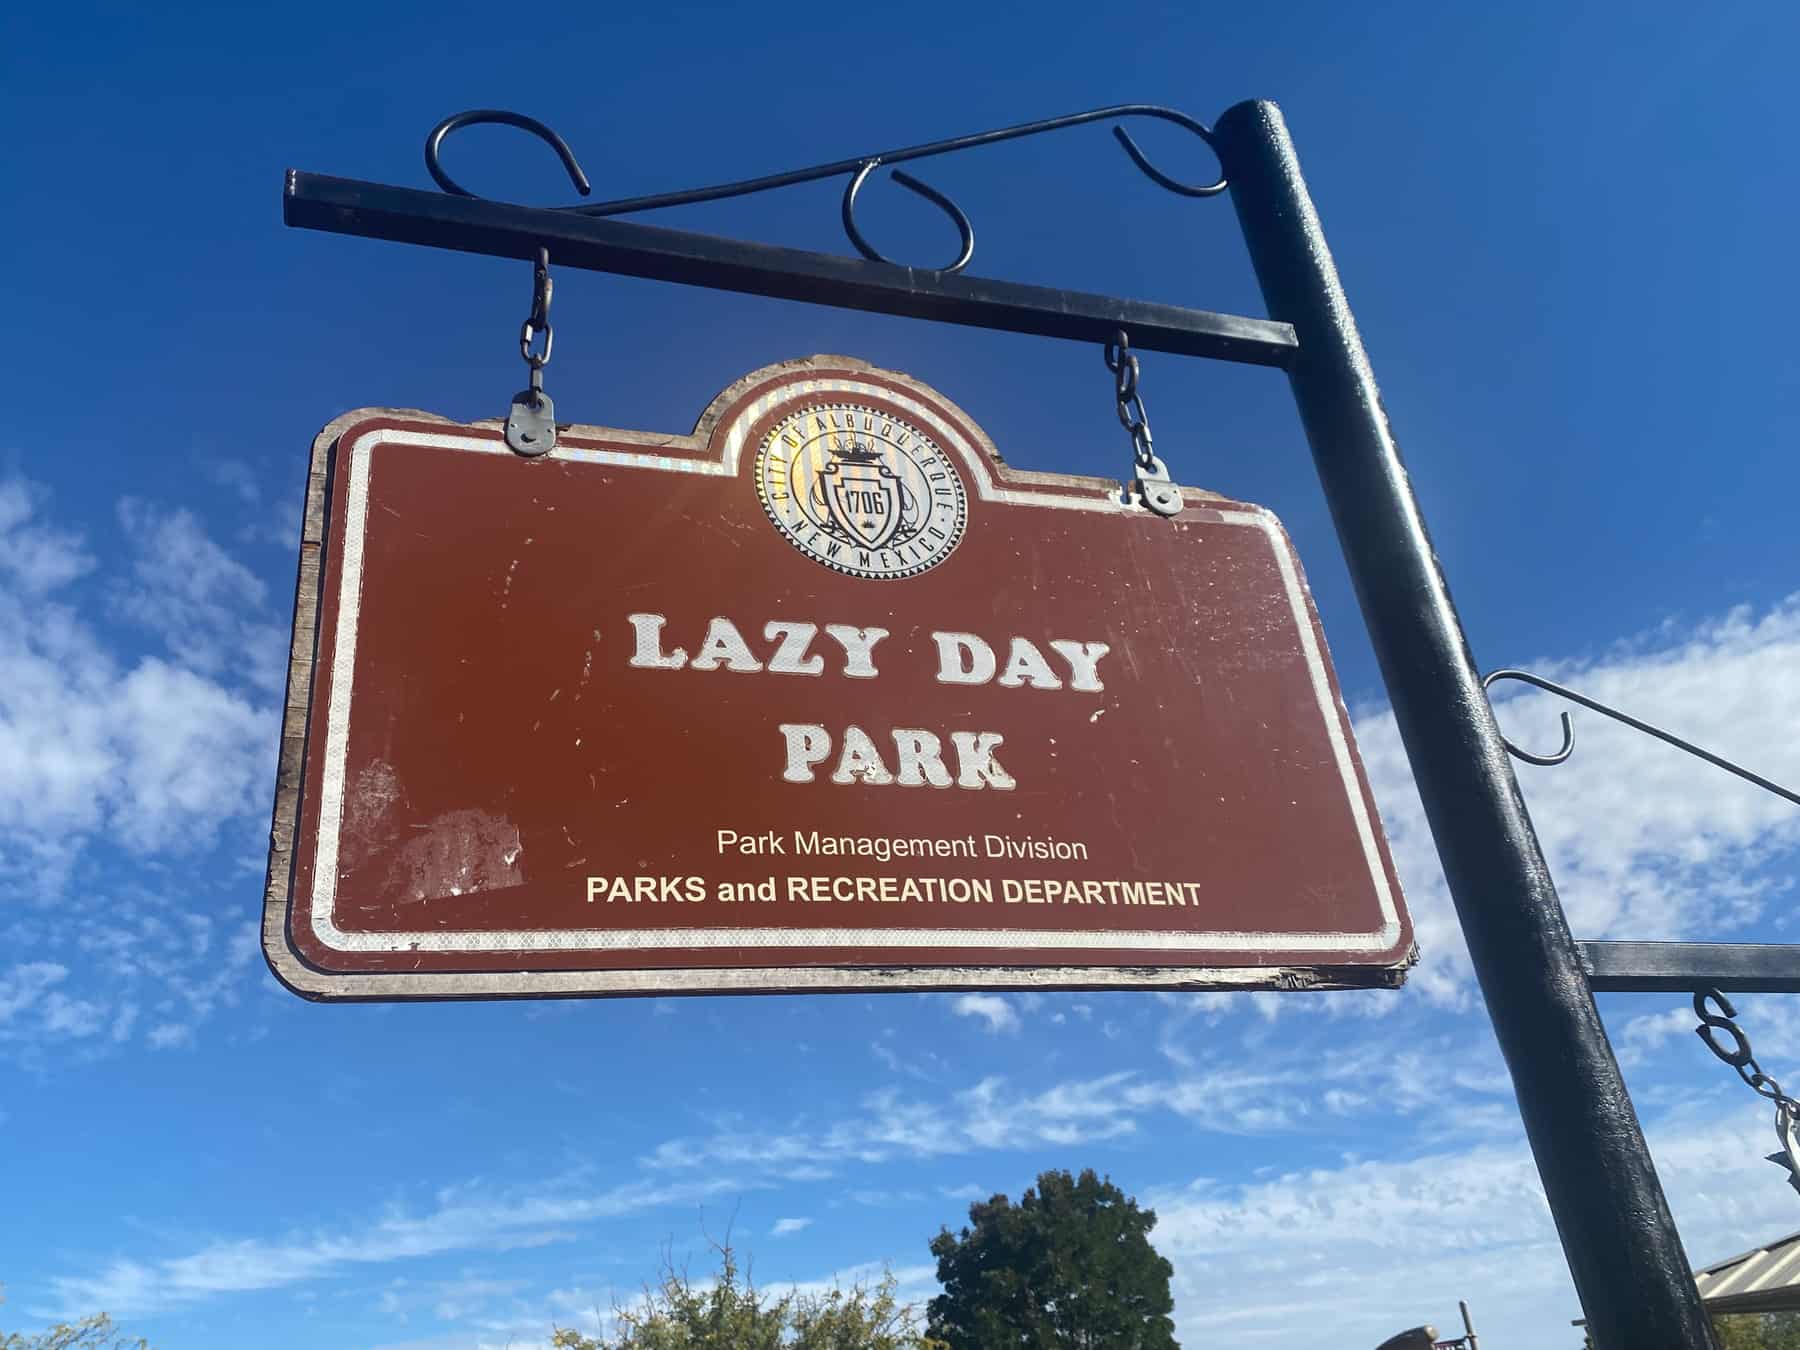 CITY OF ALBUQUERQUE
1706
NEW MEXICO
LAZY DAY
PARK
Park Management Division
PARKS and RECREATION DEPARTMENT